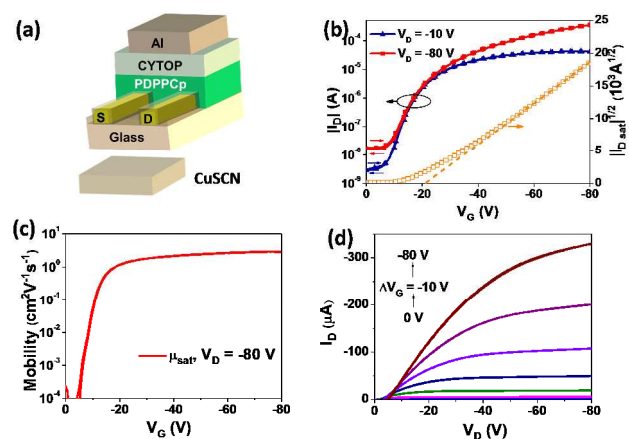 (a)
Al
CYTOP
PDPPCp
S
D
Glass
CuSCN
(b)
V_D = -10 V
V_D = -80 V
|I_D| (A)
10^-4
10^-5
10^-6
10^-7
10^-8
10^-9
0 -20 -40 -60 -80
V_G (V)
25
20
15
10
5
0
|I_D sat|^1/2 (10^3A^1/2)
(c)
Mobility (cm^2V^-1s^-1)
10^1
10^0
10^-1
10^-2
10^-3
10^-4
μ_sat, V_D = -80 V
0 -20 -40 -60 -80
V_G (V)
(d)
-80 V
ΛV_G = -10 V
0 V
I_D (μA)
-300
-200
-100
0
0 -20 -40 -60 -80
V_D (V)